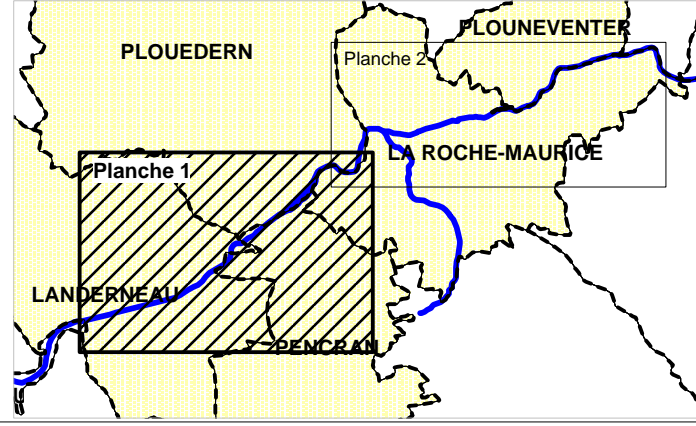 PLOUNEVENTER
PLOUEDERN
Planche 2
LA ROCHE-MAURICE
Planche 1
LANDERNEAU
PENCRAN